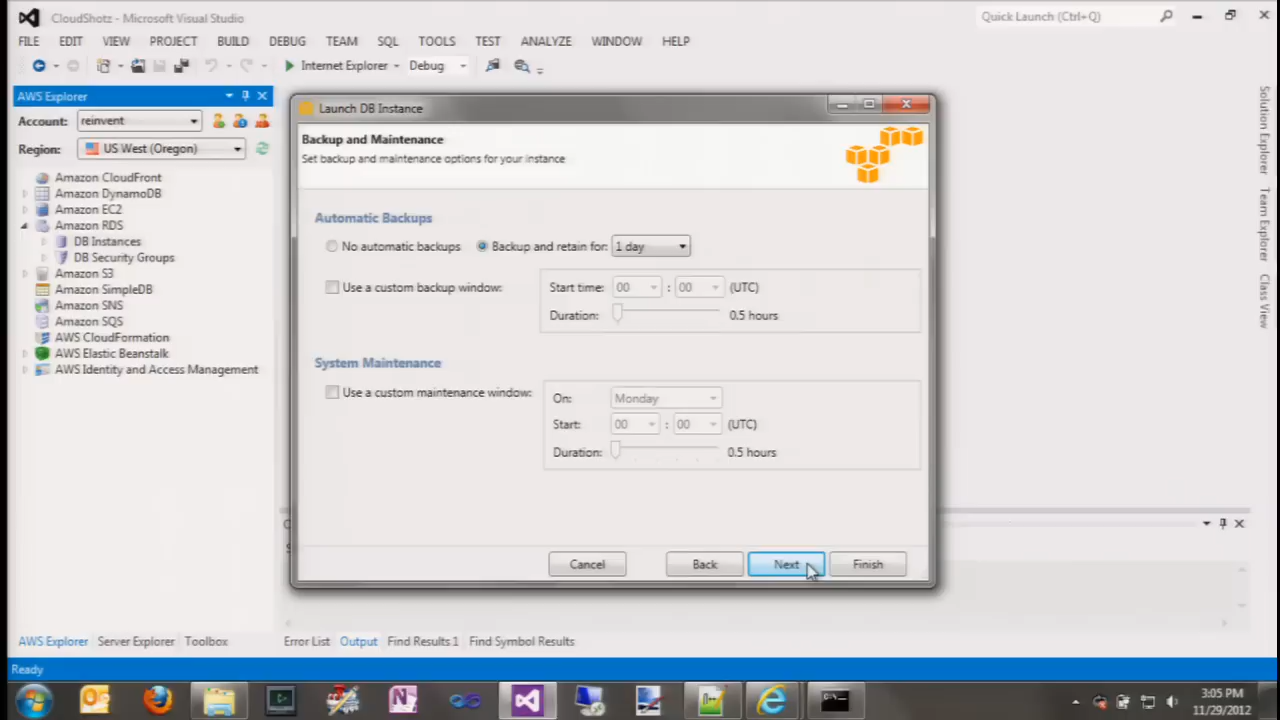 CloudShotz - Microsoft Visual Studio
Quick Launch (Ctrl+Q)
FILE EDIT VIEW PROJECT BUILD DEBUG TEAM SQL TOOLS TEST ANALYZE WINDOW HELP
Internet Explorer Debug
AWS Explorer
Account: reinvent
Region: US West (Oregon)
Amazon CloudFront
Amazon DynamoDB
Amazon EC2
Amazon RDS
DB Instances
DB Security Groups
Amazon S3
Amazon SimpleDB
Amazon SNS
Amazon SQS
AWS CloudFormation
AWS Elastic Beanstalk
AWS Identity and Access Management
Launch DB Instance
Backup and Maintenance
Set backup and maintenance options for your instance
Automatic Backups
No automatic backups Backup and retain for: 1 day
Use a custom backup window: Start time: 00 : 00 (UTC)
Duration: 0.5 hours
System Maintenance
Use a custom maintenance window: On: Monday
Start: 00 : 00 (UTC)
Duration: 0.5 hours
Cancel Back Next Finish
Solution Explorer
Team Explorer
Class View
AWS Explorer Server Explorer Toolbox
Error List Output Find Results 1 Find Symbol Results
Ready
3:05 PM
11/29/2012